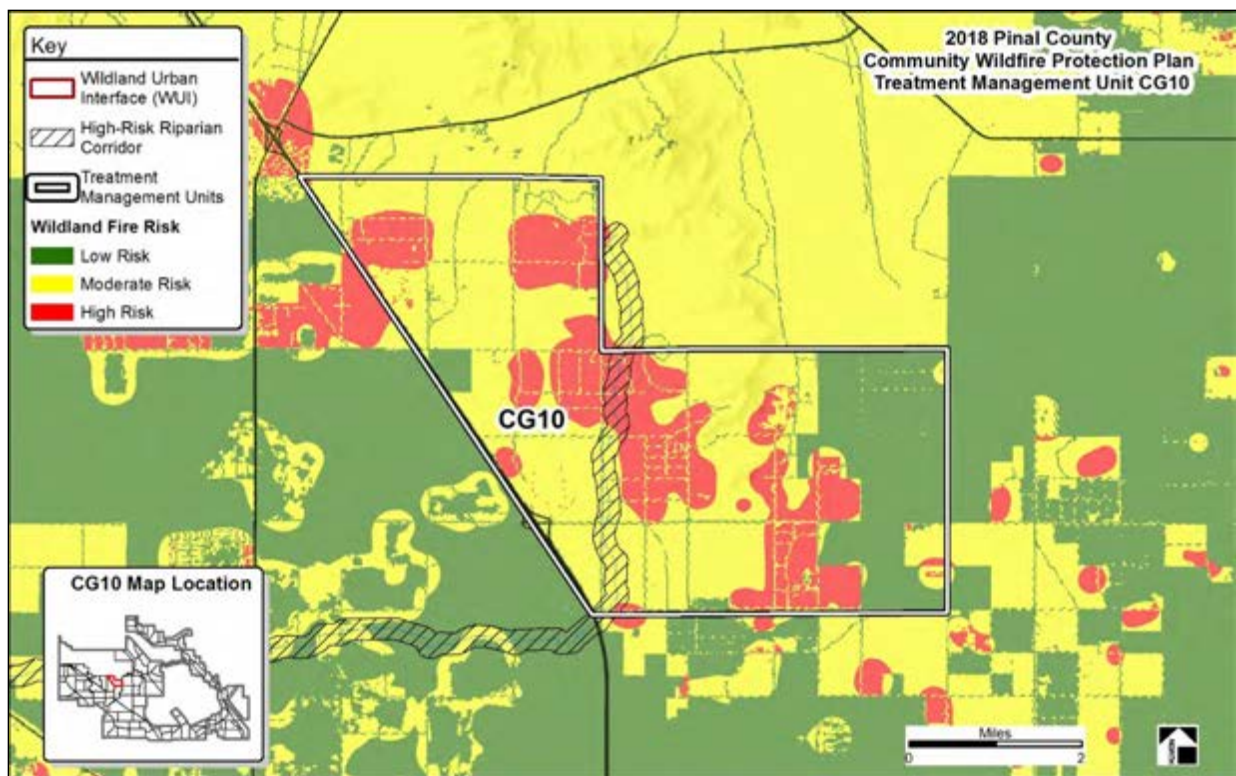 Key
Wildland Urban
Interface (WUI)
High-Risk Riparian
Corridor
Treatment
Management Units
Wildland Fire Risk
Low Risk
Moderate Risk
High Risk
2018 Pinal County
Community Wildfire Protection Plan
Treatment Management Unit CG10
CG10
CG10 Map Location
Miles
0 2